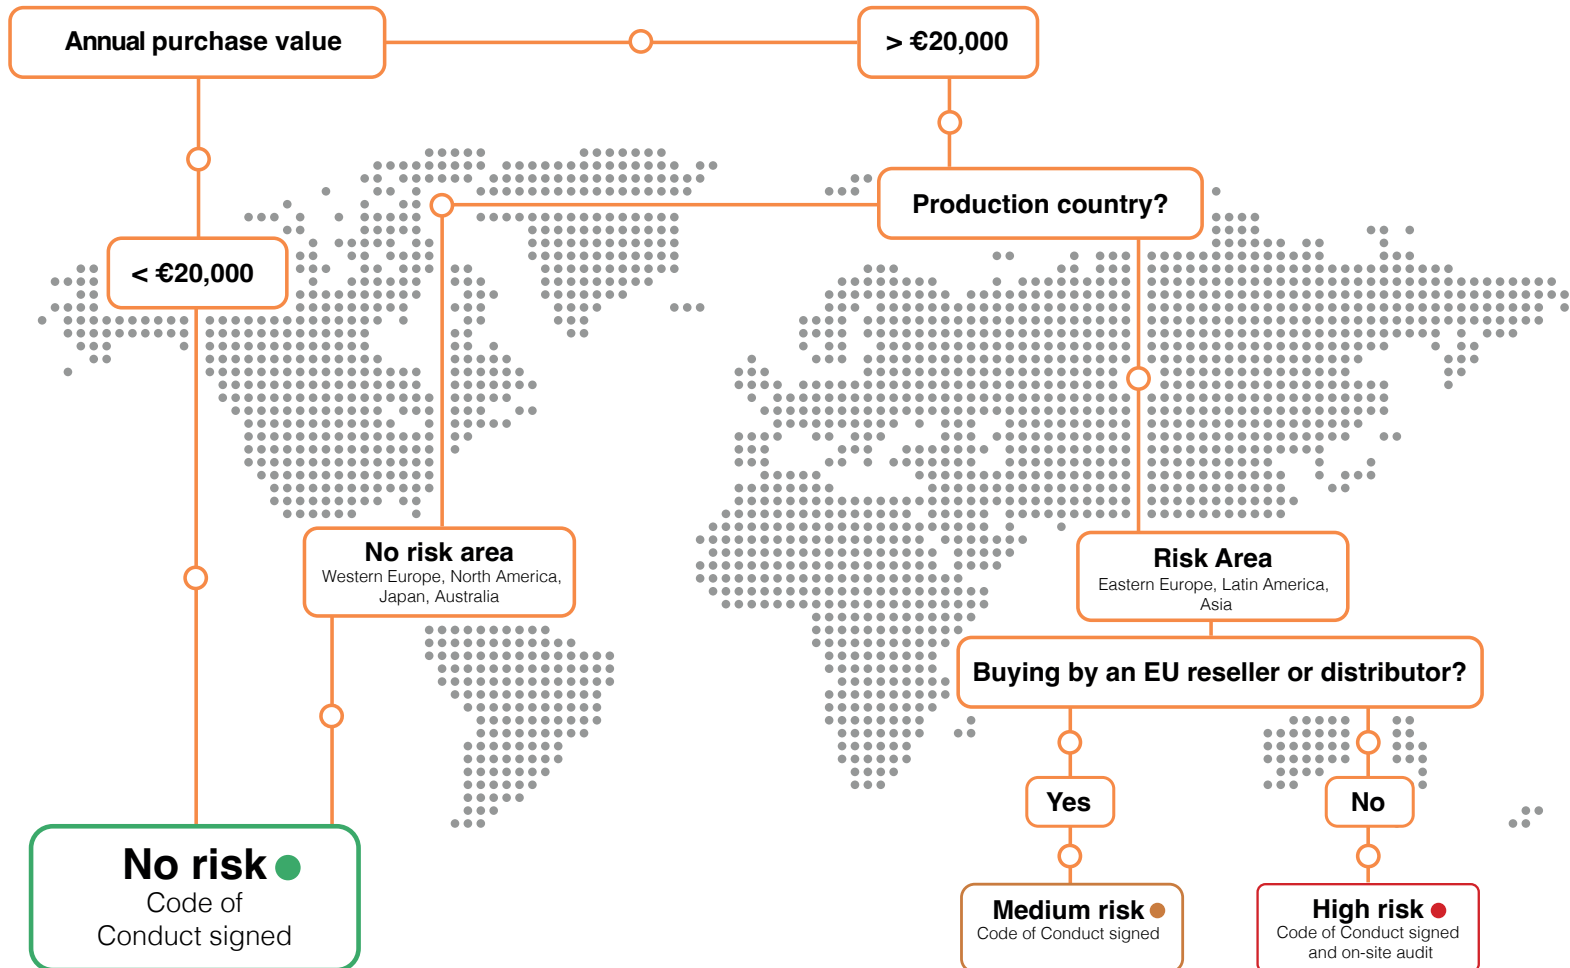 Annual purchase value
> €20,000
Production country?
< €20,000
No risk area
Western Europe, North America,
Japan, Australia
Risk Area
Eastern Europe, Latin America,
Asia
Buying by an EU reseller or distributor?
Yes
No
No risk
Code of
Conduct signed
Medium risk
Code of Conduct signed
High risk
Code of Conduct signed
and on-site audit